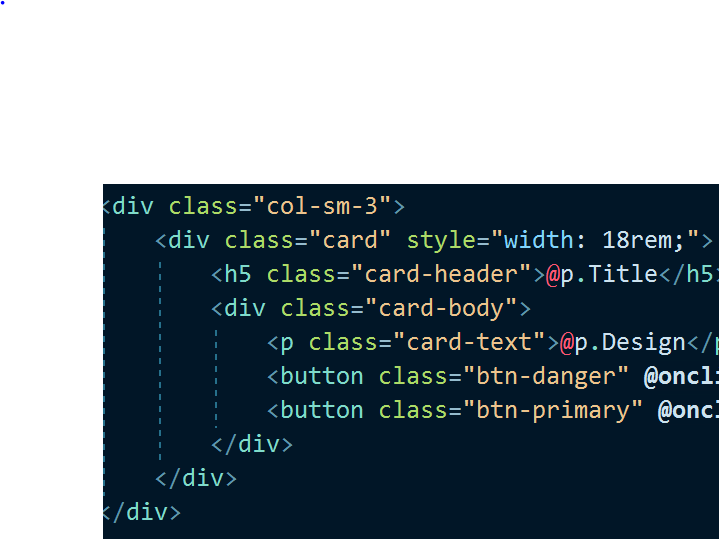 <div class="col-sm-3">
<div class="card" style="width: 18rem;">
<h5 class="card-header">@p.Title</h5>
<div class="card-body">
<p class="card-text">@p.Design</p
<button class="btn-danger" @oncli
<button class="btn-primary" @oncl
</div>
</div>
</div>